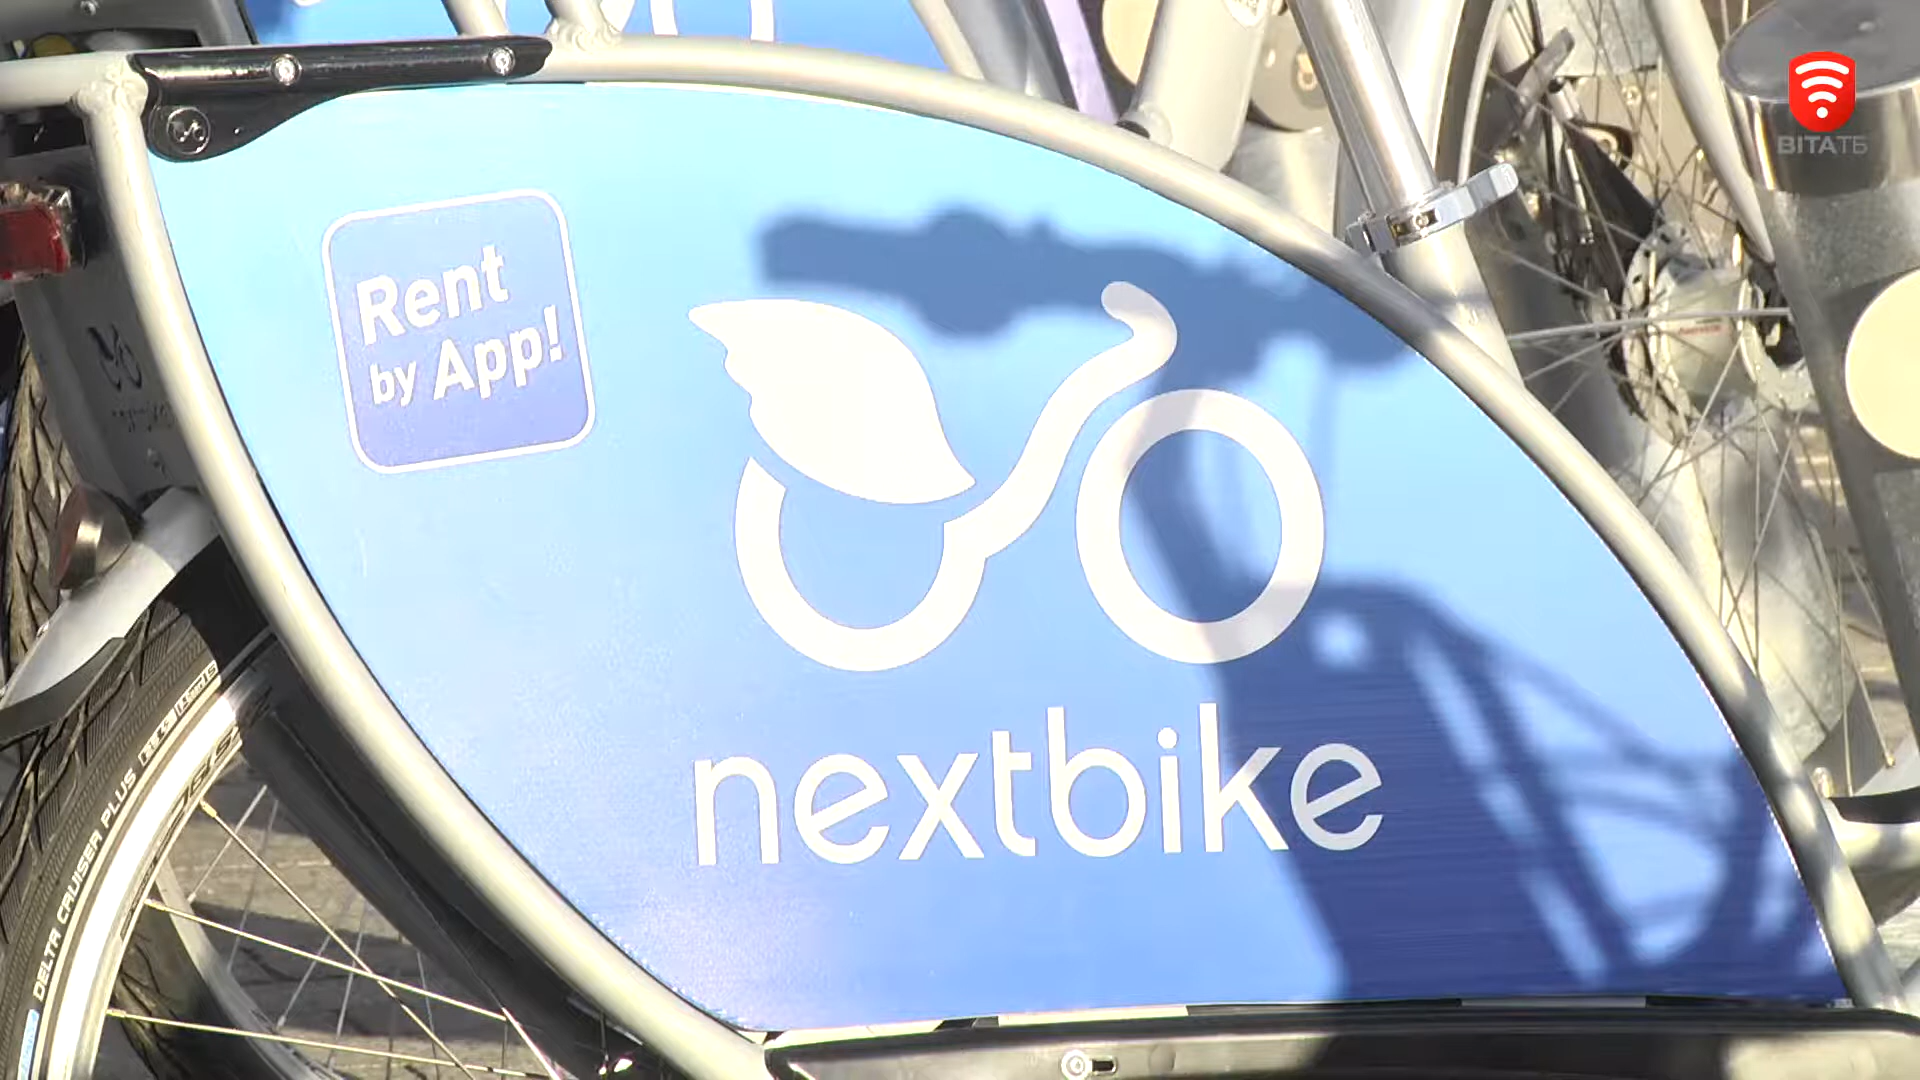 ВІТАТБ
Rent
by App!
nextbike
DELTA CRUISER PLUS